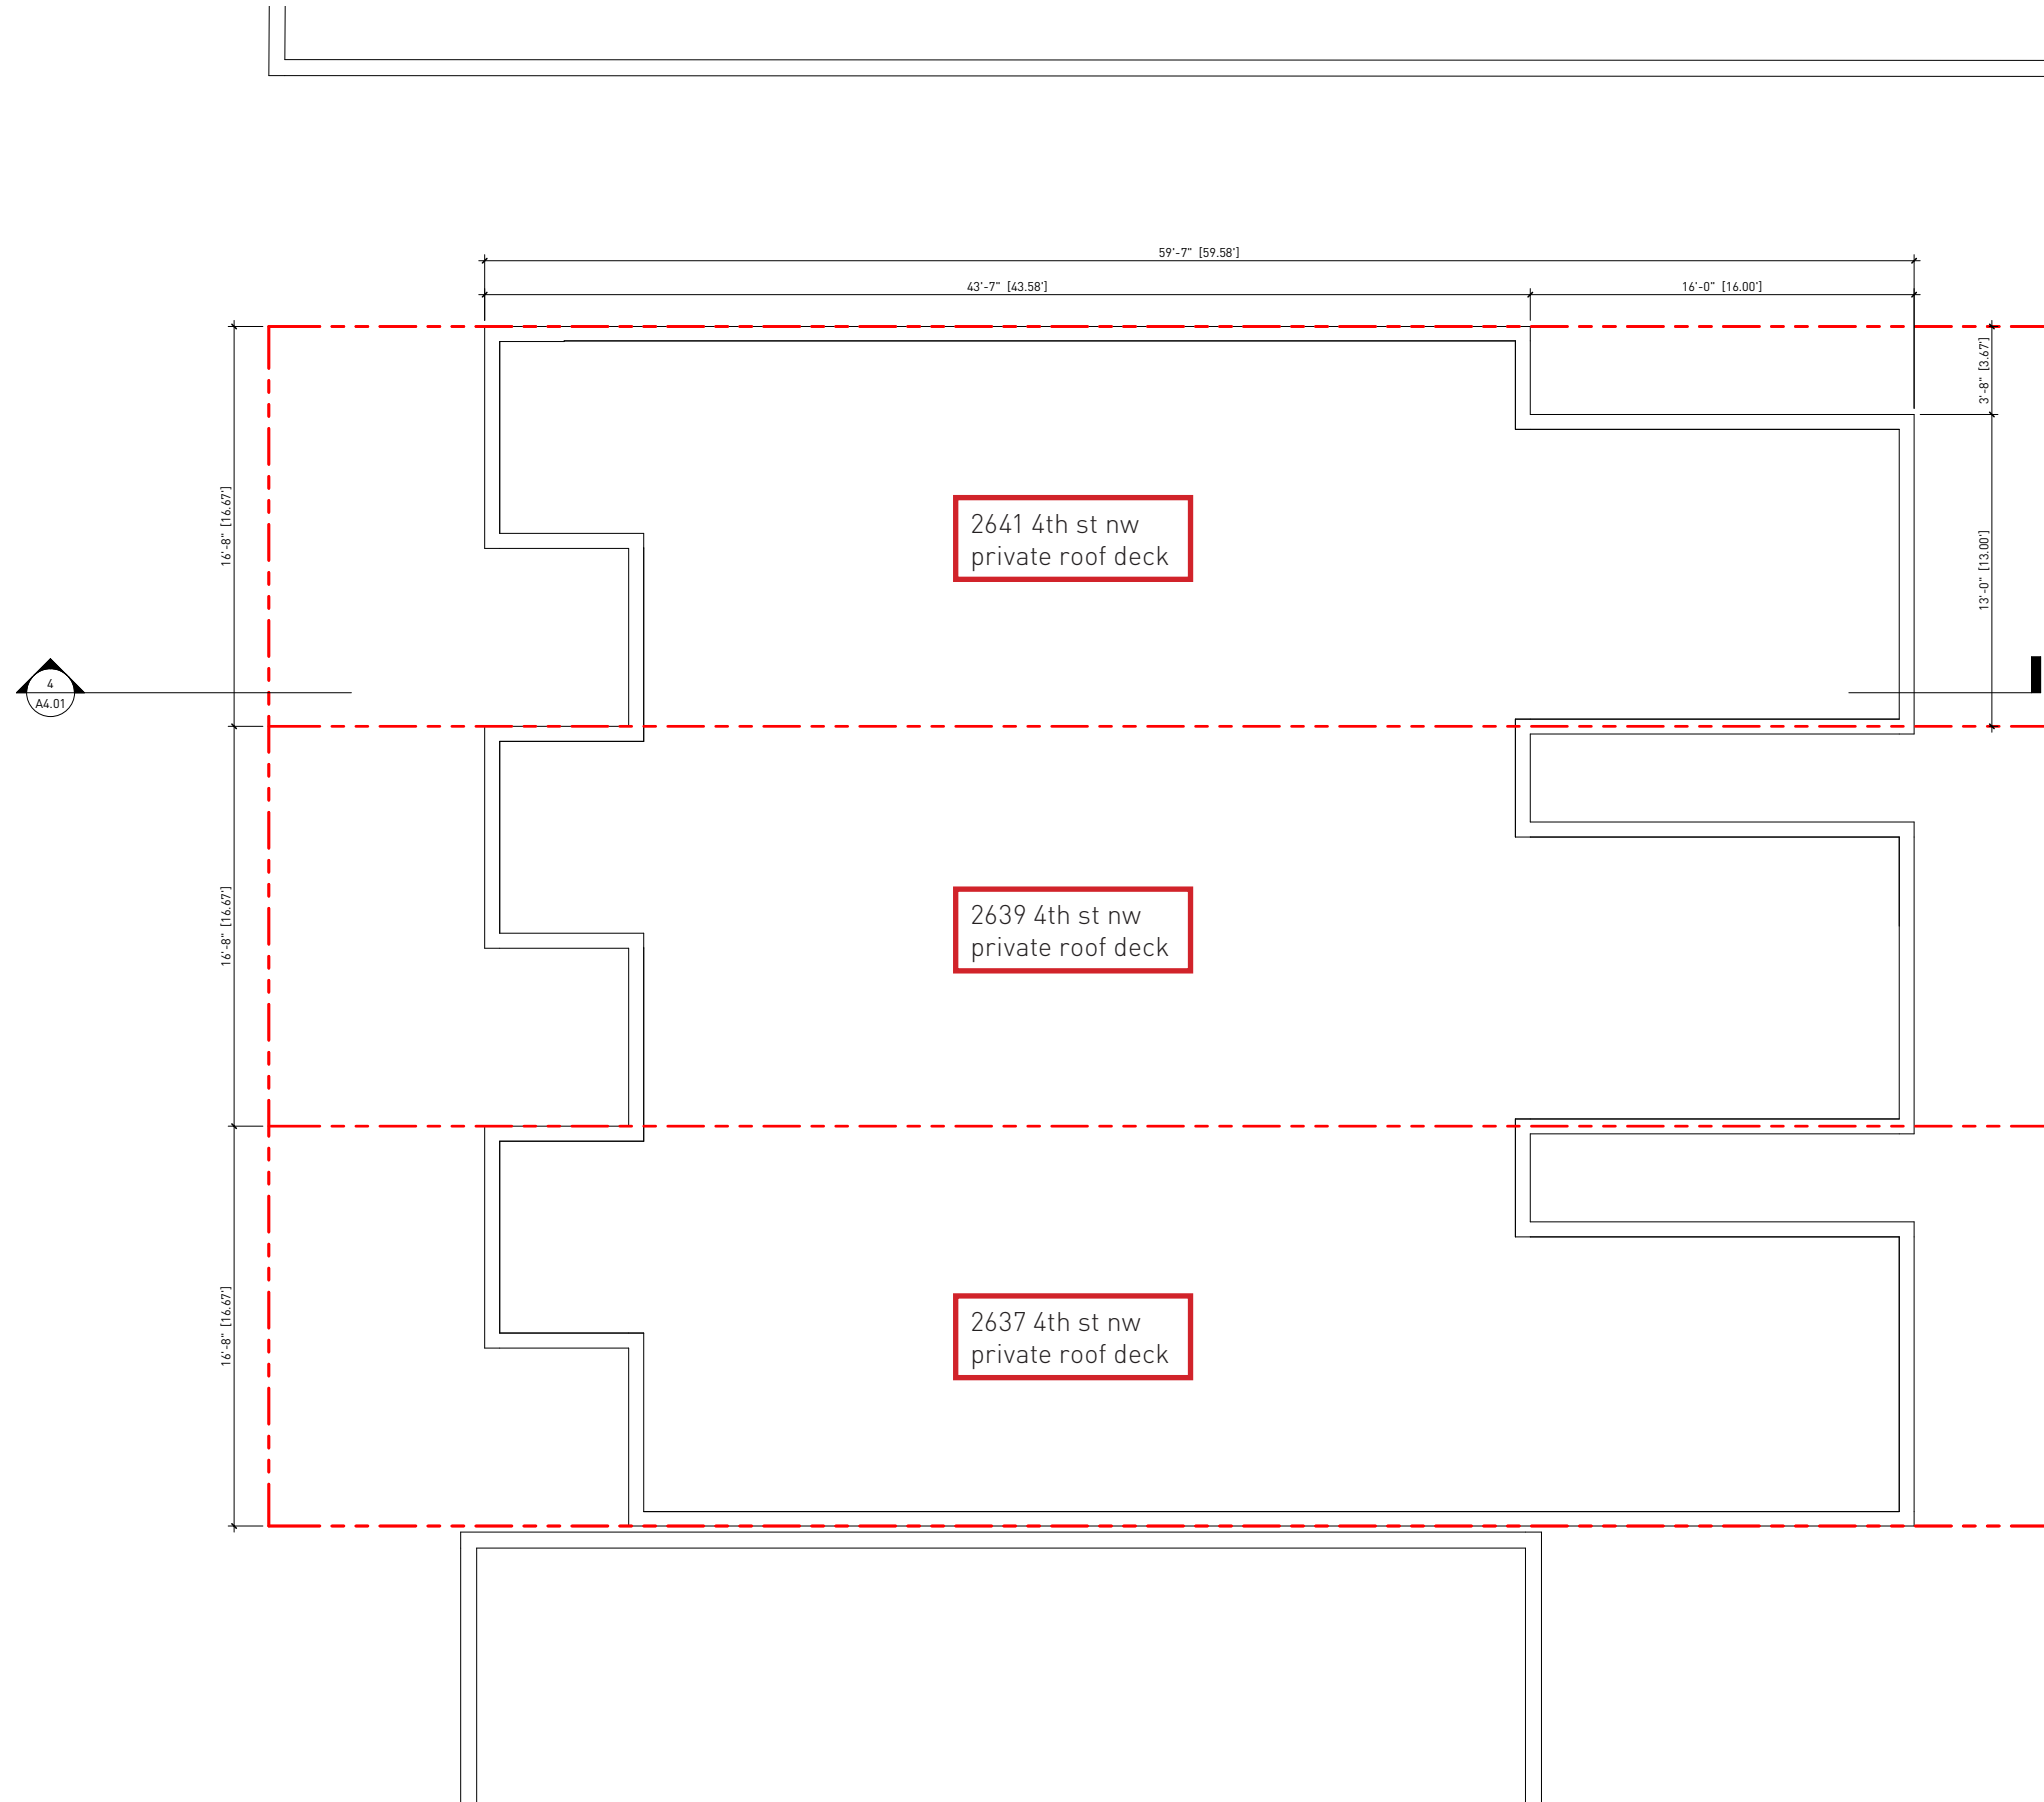 59'-7" [59.58']
43'-7" [43.58']
16'-0" [16.00']
3'-8" [3.67']
16'-8" [16.67']
2641 4th st nw
private roof deck
13'-0" [13.00']
4
A4.01
16'-8" [16.67']
2639 4th st nw
private roof deck
16'-8" [16.67']
2637 4th st nw
private roof deck